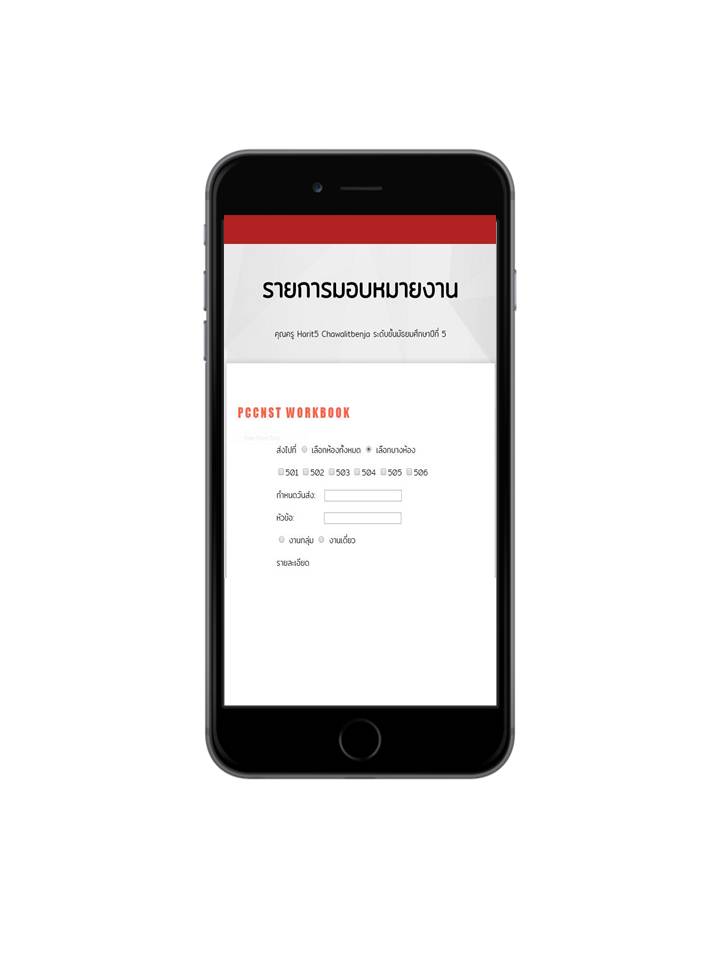 รายการมอบหมายงาน
คุณครู Harit5 Chawalitbenja ระดับชั้นมัธยมศึกษาปีที่ 5
PCCNST WORKBOOK
ส่งไปที่ เลือกห้องทั้งหมด เลือกบางห้อง
501 502 503 504 505 506
กำหนดวันส่ง:
หัวข้อ:
งานกลุ่ม งานเดี่ยว
รายละเอียด